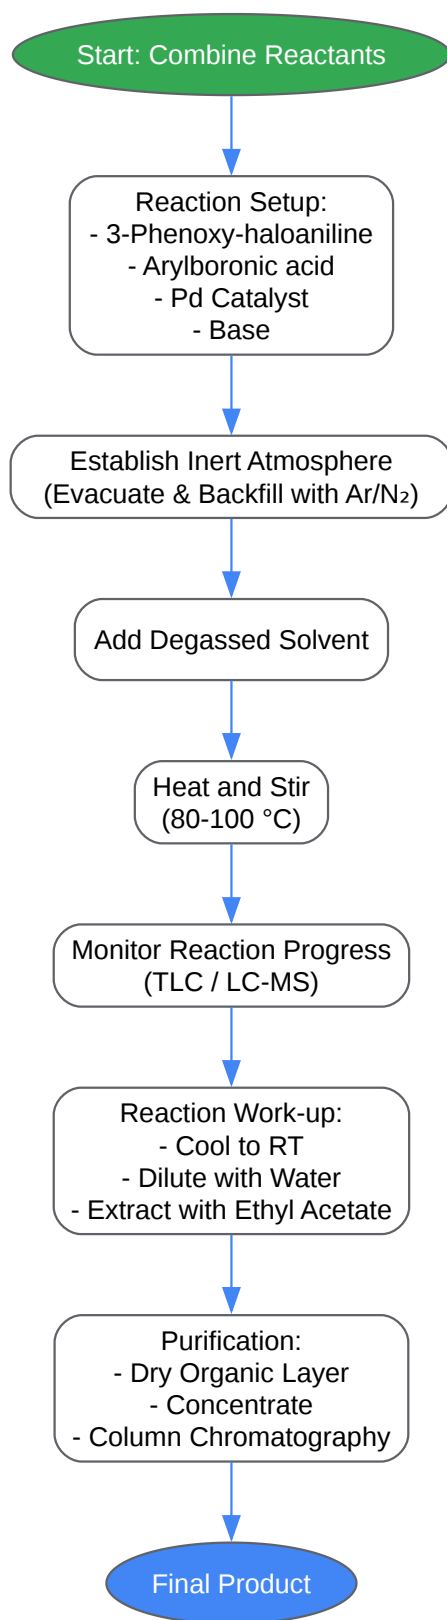 Start: Combine Reactants
Reaction Setup:
- 3-Phenoxy-haloaniline
- Arylboronic acid
- Pd Catalyst
- Base
Establish Inert Atmosphere
(Evacuate & Backfill with Ar/N₂)
Add Degassed Solvent
Heat and Stir
(80-100 °C)
Monitor Reaction Progress
(TLC / LC-MS)
Reaction Work-up:
- Cool to RT
- Dilute with Water
- Extract with Ethyl Acetate
Purification:
- Dry Organic Layer
- Concentrate
- Column Chromatography
Final Product